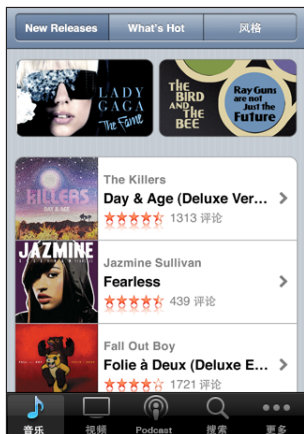 New Releases
What's Hot
风格
LADY
GAGA
The Fame
THE
BIRD
AND THE
BEE
Ray Guns
are not
Just the
Future
KILLERS
DAY & AGE
The Killers
Day & Age (Deluxe Ver...
1313 评论
JAZMINE
Jazmine Sullivan
Fearless
439 评论
Fall Out Boy
Folie à Deux (Deluxe E...
1721 评论
音乐
视频
Podcast
搜索
更多